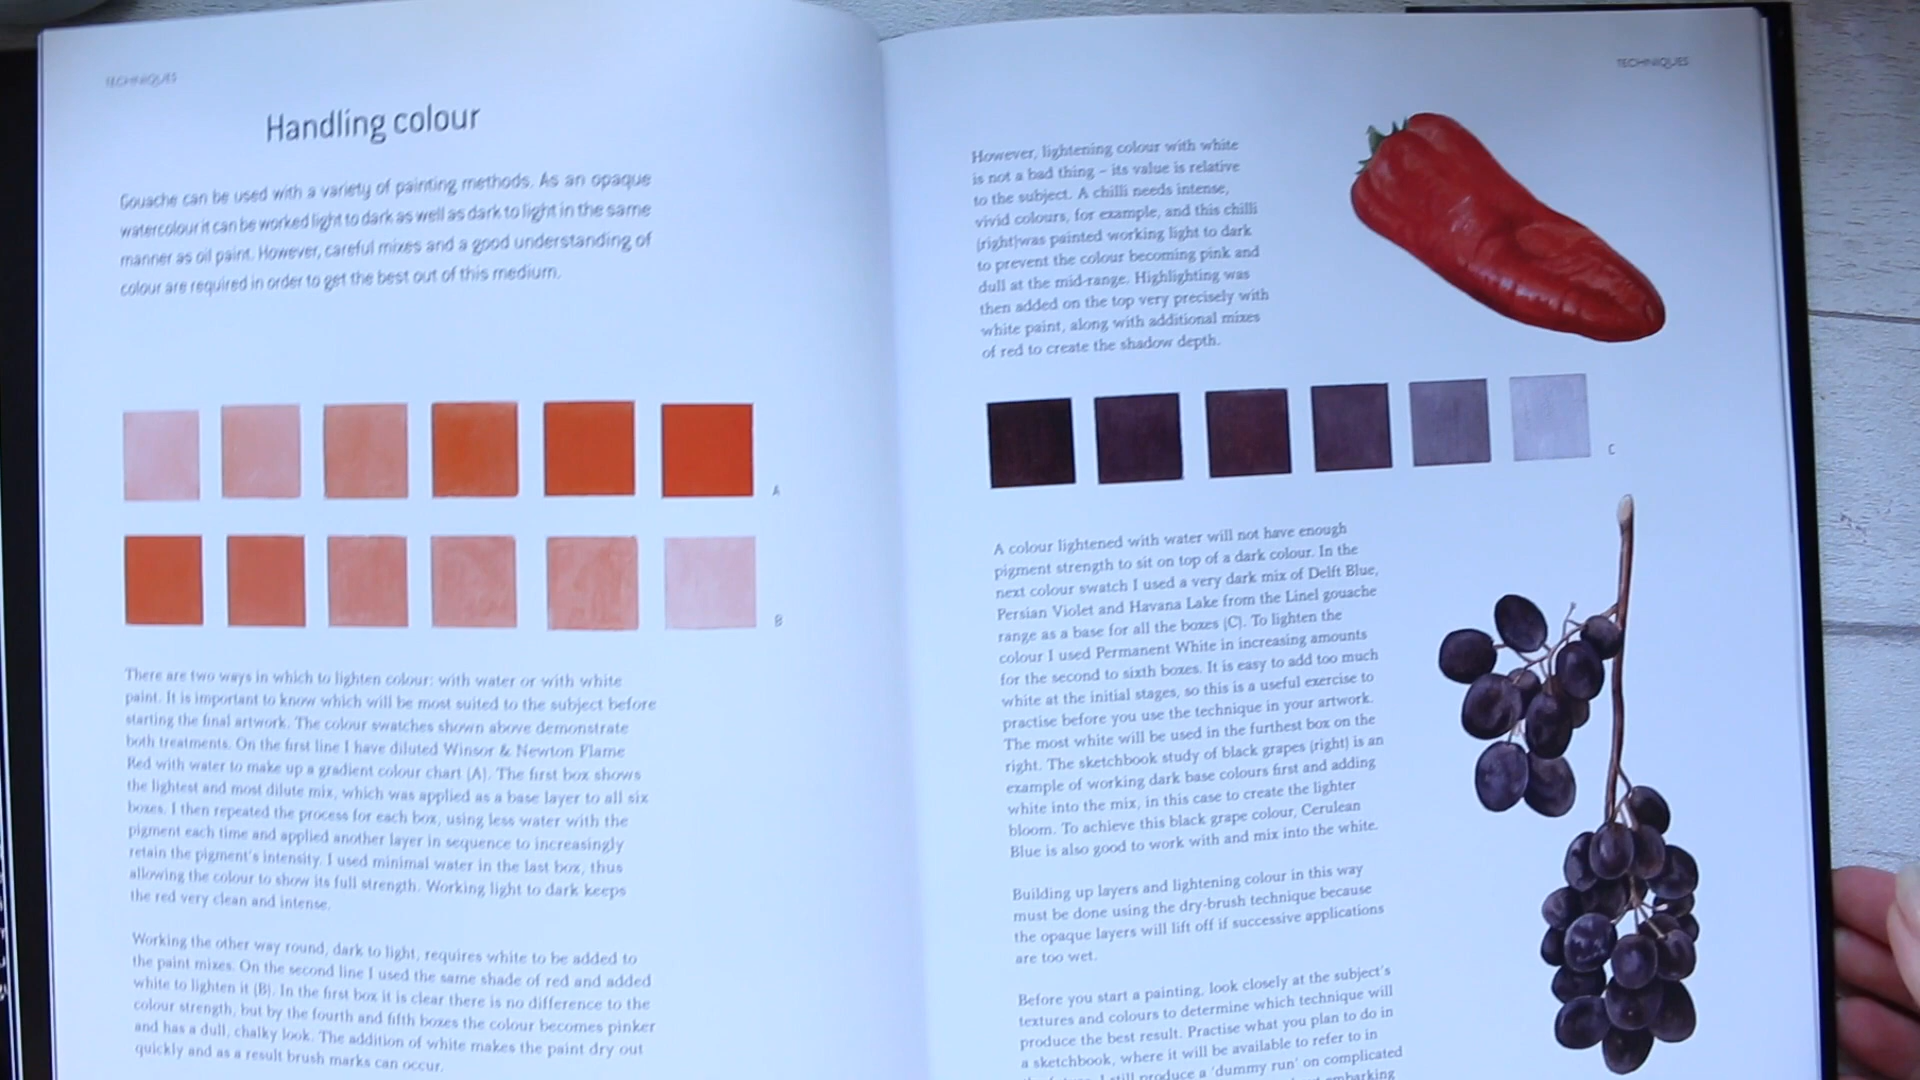 TECHNIQUES
Handling colour
Gouache can be used with a variety of painting methods. As an opaque
watercolour it can be worked light to dark as well as dark to light in the same
manner as oil paint. However, careful mixes and a good understanding of
colour are required in order to get the best out of this medium.
A
B
There are two ways in which to lighten colour: with water or with white
paint. It is important to know which will be most suited to the subject before
starting the final artwork. The colour swatches shown above demonstrate
both treatments. On the first line I have diluted Winsor & Newton Flame
Red with water to make up a gradient colour chart (A). The first box shows
the lightest and most dilute mix, which was applied as a base layer to all six
boxes. I then repeated the process for each box, using less water with the
pigment each time and applied another layer in sequence to increasingly
retain the pigment's intensity. I used minimal water in the last box, thus
allowing the colour to show its full strength. Working light to dark keeps
the red very clean and intense.
Working the other way round, dark to light, requires white to be added to
the paint mixes. On the second line I used the same shade of red and added
white to lighten it (B). In the first box it is clear there is no difference to the
colour strength, but by the fourth and fifth boxes the colour becomes pinker
and has a dull, chalky look. The addition of white makes the paint dry out
quickly and as a result brush marks can occur.
TECHNIQUES
However, lightening colour with white
is not a bad thing – its value is relative
to the subject. A chilli needs intense,
vivid colours, for example, and this chilli
(right)was painted working light to dark
to prevent the colour becoming pink and
dull at the mid-range. Highlighting was
then added on the top very precisely with
white paint, along with additional mixes
of red to create the shadow depth.
C
A colour lightened with water will not have enough
pigment strength to sit on top of a dark colour. In the
next colour swatch I used a very dark mix of Delft Blue,
Persian Violet and Havana Lake from the Linel gouache
range as a base for all the boxes (C). To lighten the
colour I used Permanent White in increasing amounts
for the second to sixth boxes. It is easy to add too much
white at the initial stages, so this is a useful exercise to
practise before you use the technique in your artwork.
The most white will be used in the furthest box on the
right. The sketchbook study of black grapes (right) is an
example of working dark base colours first and adding
white into the mix, in this case to create the lighter
bloom. To achieve this black grape colour, Cerulean
Blue is also good to work with and mix into the white.
Building up layers and lightening colour in this way
must be done using the dry-brush technique because
the opaque layers will lift off if successive applications
are too wet.
Before you start a painting, look closely at the subject's
textures and colours to determine which technique will
produce the best result. Practise what you plan to do in
a sketchbook, where it will be available to refer to in
I still produce a 'dummy run' on complicated
embarking